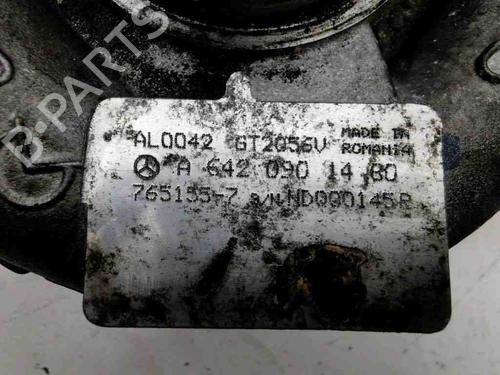 AL0042 GT2056V MADE IN ROMANIA
A 642 090 14 80
765155-7 S/N ND000145R
B-Parts